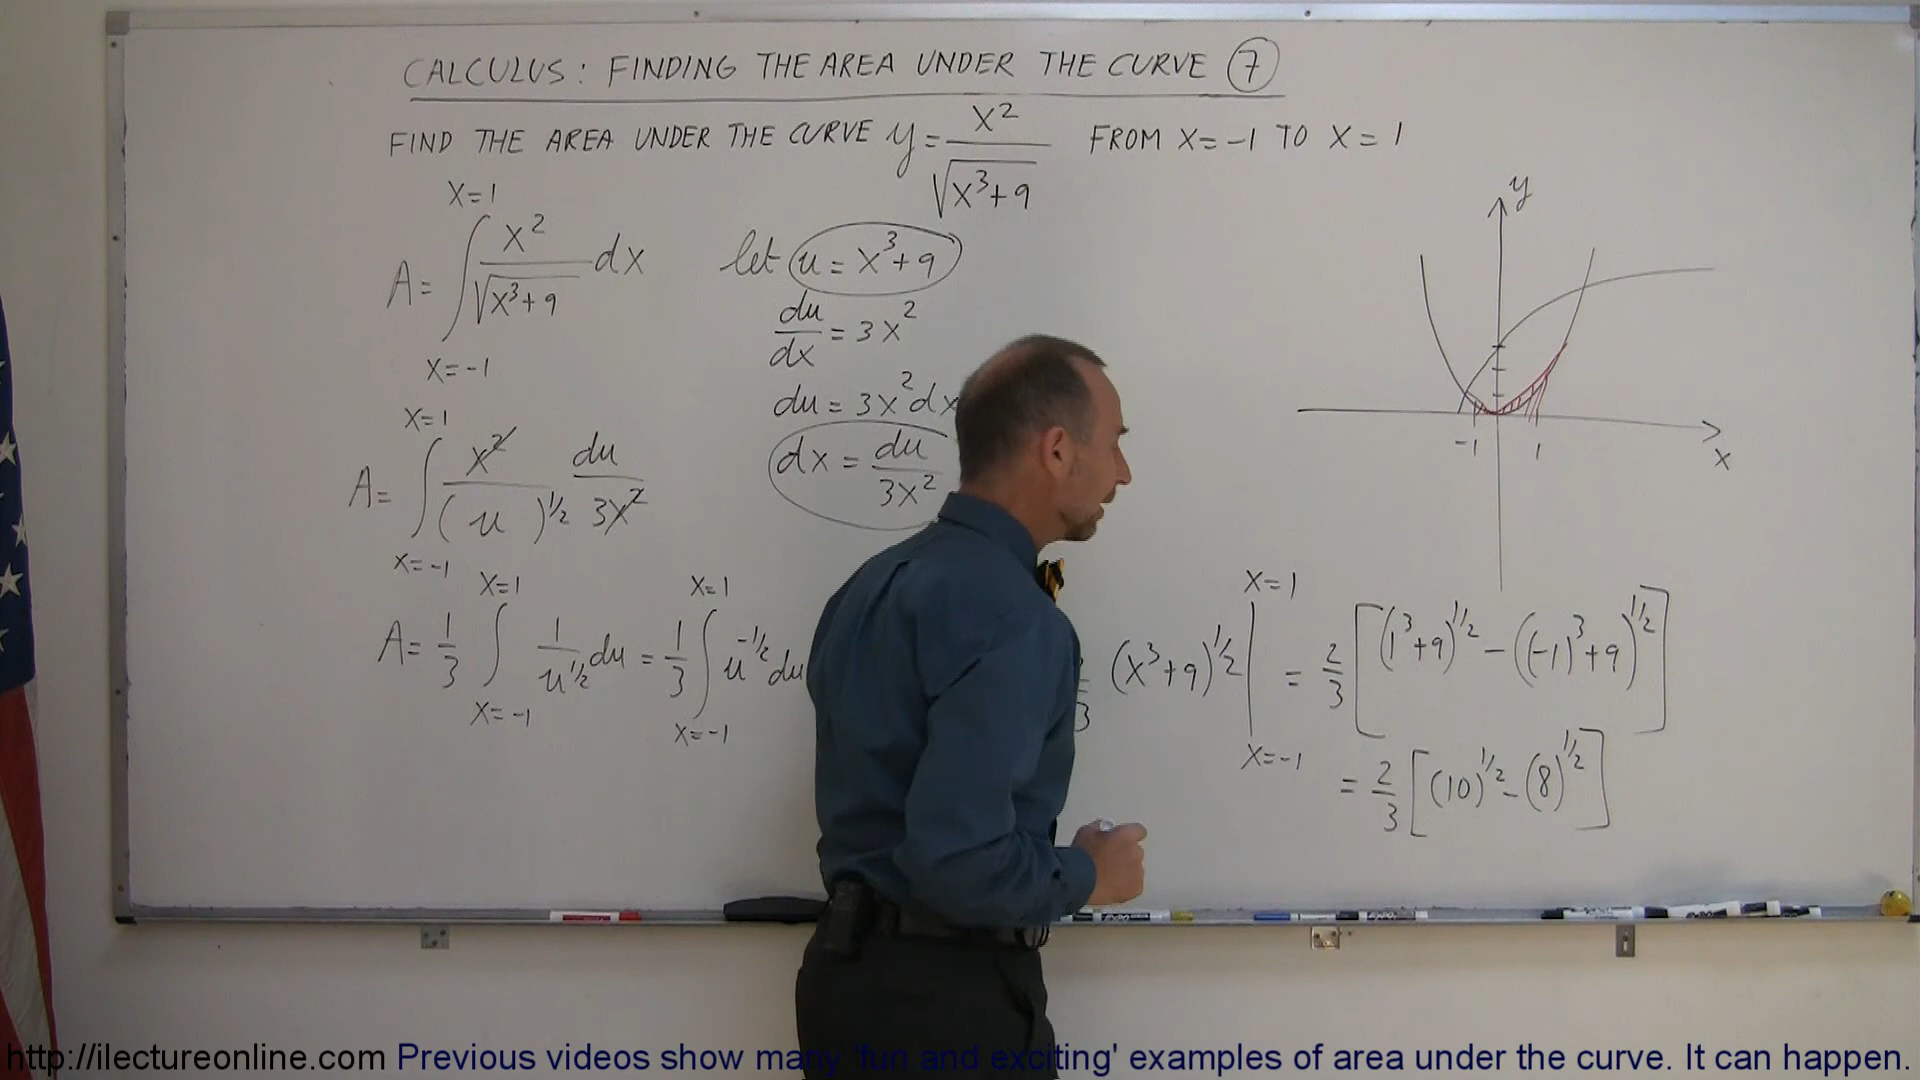 CALCULUS: FINDING THE AREA UNDER THE CURVE 7
FIND THE AREA UNDER THE CURVE y = x²/√(x³+9) FROM X = -1 TO X = 1
X=1
A = ∫ x²/√(x³+9) dx
X=-1
let u = x³+9
du/dx = 3x²
du = 3x² dx
dx = du/3x²
y
-1 1
x
X=1
A = ∫ x²/(u)^1/2 du/3x²
X=-1
X=1 X=1 X=1
A = 1/3 ∫ 1/u^1/2 du = 1/3 ∫ u^-1/2 du (x³+9)^1/2 | = 2/3 [(1³+9)^1/2 - ((-1)³+9)^1/2]
X=-1 X=-1 X=-1
= 2/3 [(10)^1/2 - (8)^1/2]
http://ilectureonline.com Previous videos show many 'fun and exciting' examples of area under the curve. It can happen.